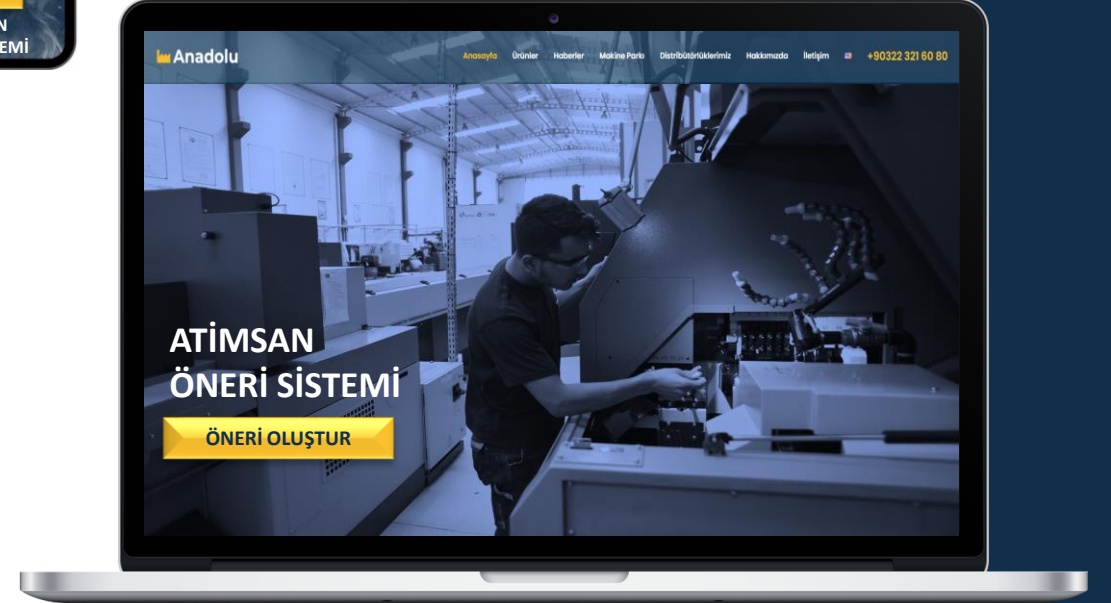 N
EMİ
Anadolu
Anasayfa Ürünler Haberler Makine Parkı Distribütörlüklerimiz Hakkımızda İletişim +90322 321 60 80
ATİMSAN
ÖNERİ SİSTEMİ
ÖNERİ OLUŞTUR